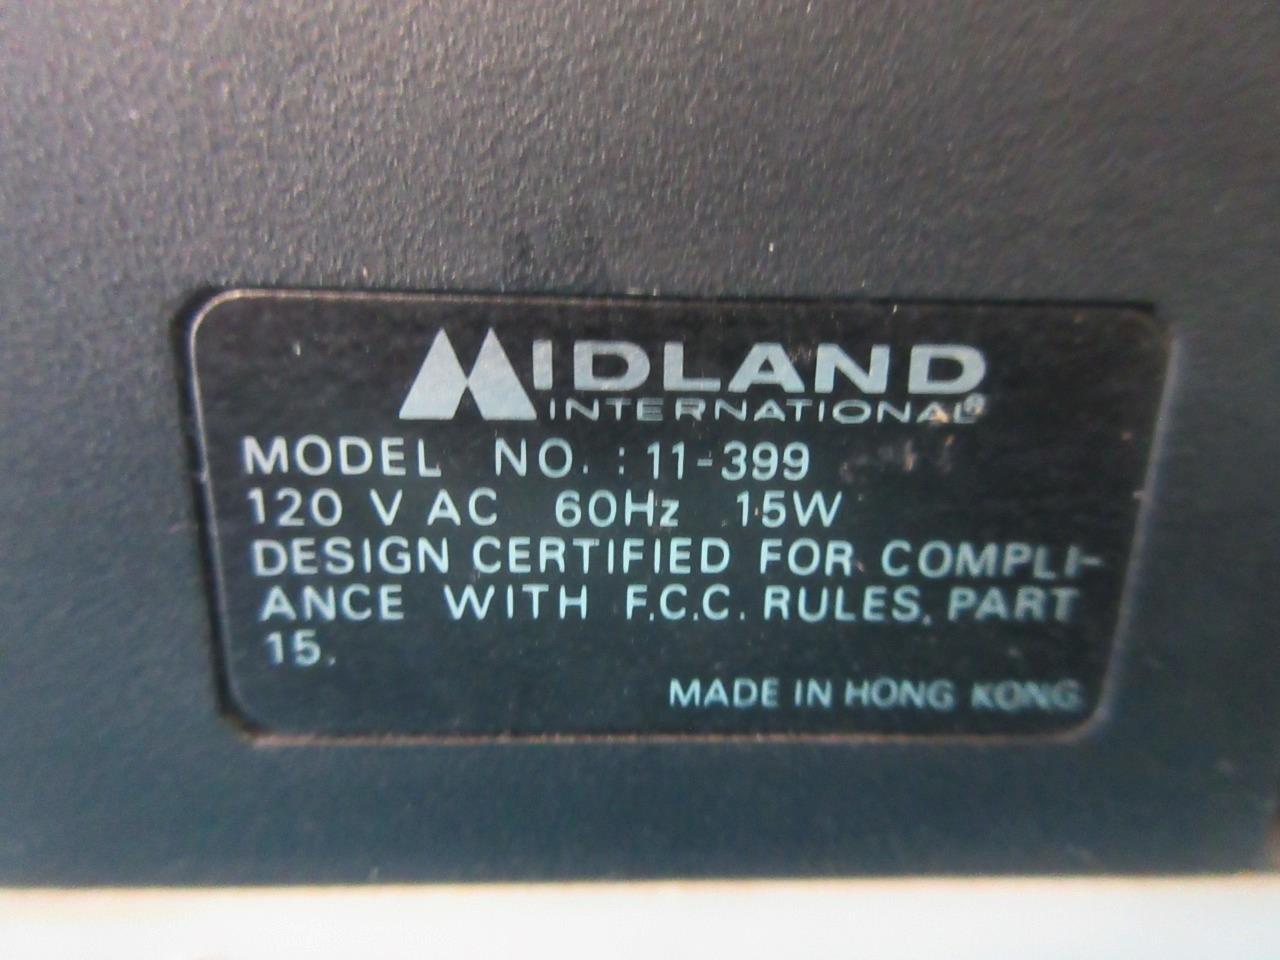 MIDLAND
INTERNATIONAL®
MODEL NO. : 11-399
120 V AC 60Hz 15W
DESIGN CERTIFIED FOR COMPLI-
ANCE WITH F.C.C. RULES, PART
15.
MADE IN HONG KONG